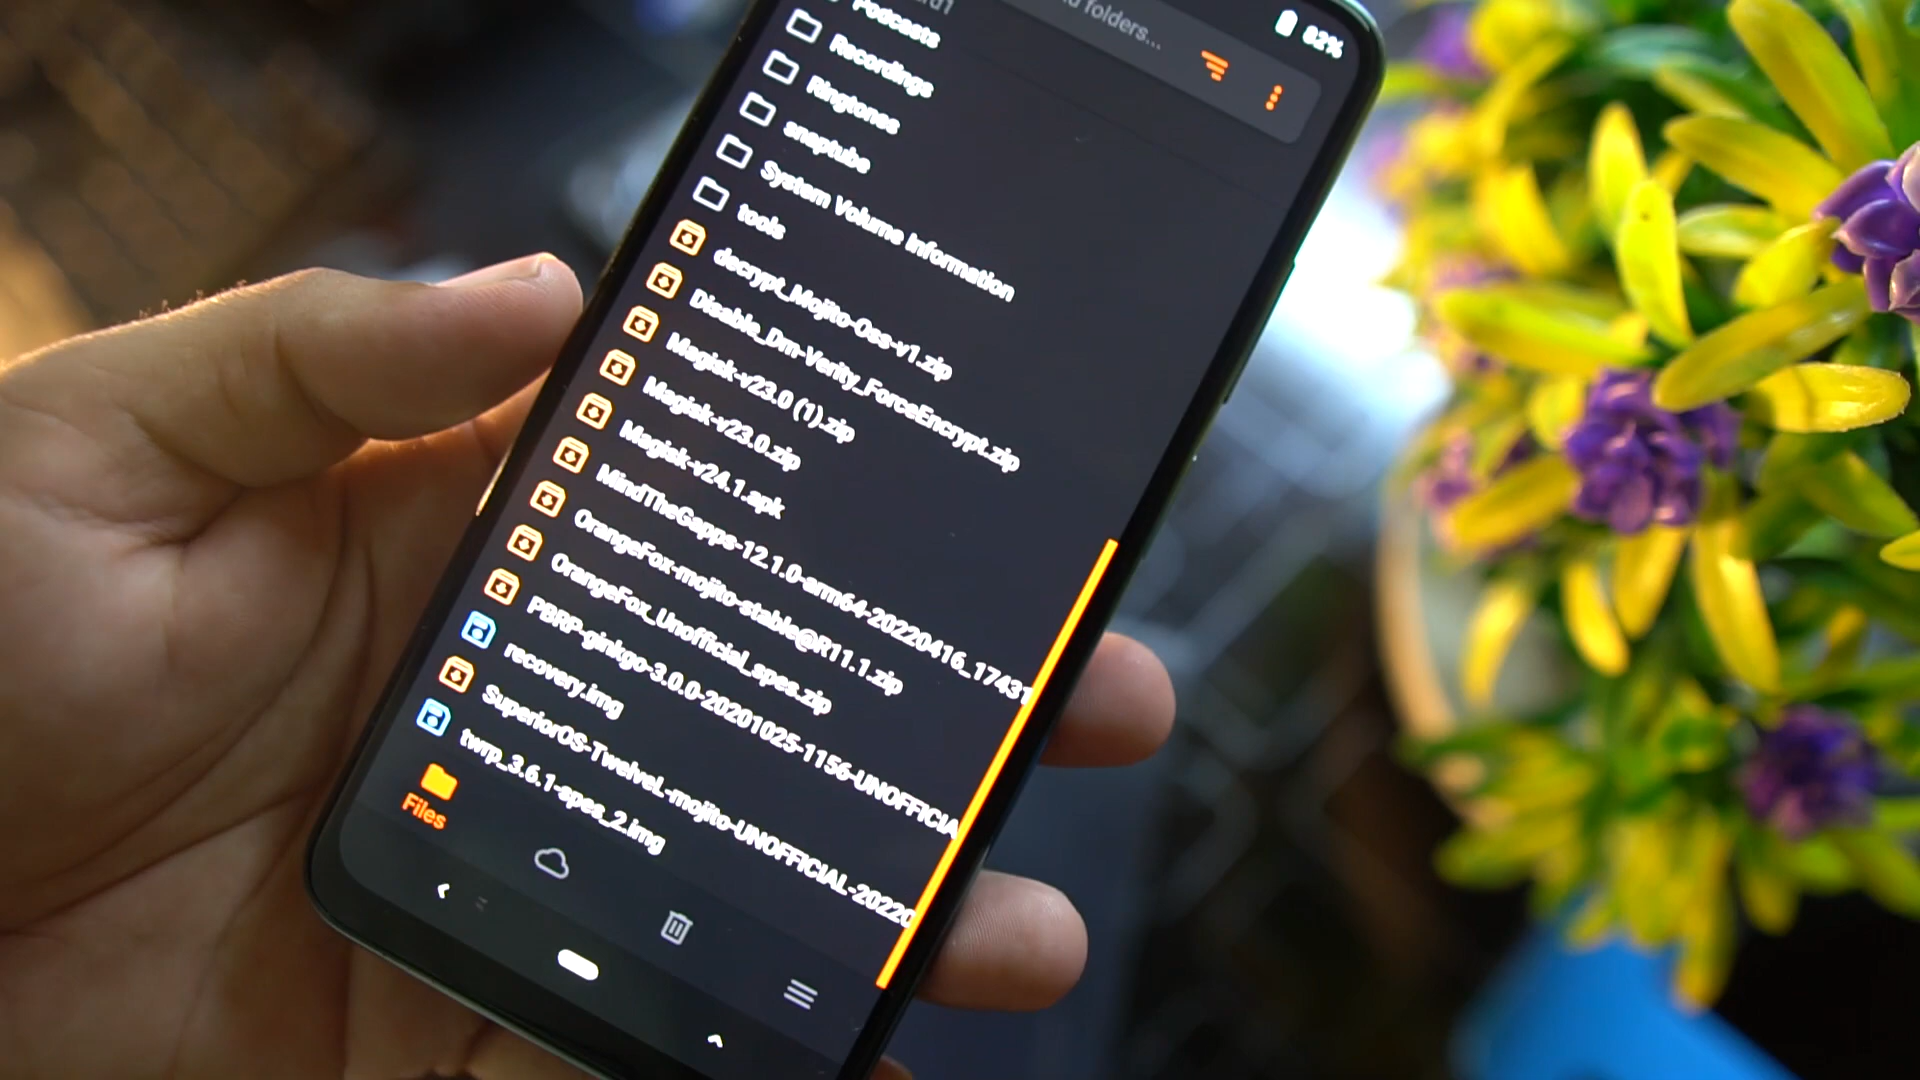 folders...
82%
Podcasts
Recordings
Ringtones
snaptube
System Volume Information
tools
decrypt_Mojito-Oss-v1.zip
Disable_Dm-Verity_ForceEncrypt.zip
Magisk-v23.0 (1).zip
Magisk-v23.0.zip
Magisk-v24.1.apk
MindTheGapps-12.1.0-arm64-20220416_17431
OrangeFox-mojito-stable@R11.1.zip
OrangeFox_Unofficial_spes.zip
PBRP-ginkgo-3.0.0-20201025-1156-UNOFFICIA
recovery.img
SuperiorOS-TwelveL-mojito-UNOFFICIAL-20220
twrp_3.6.1-spes_2.img
Files